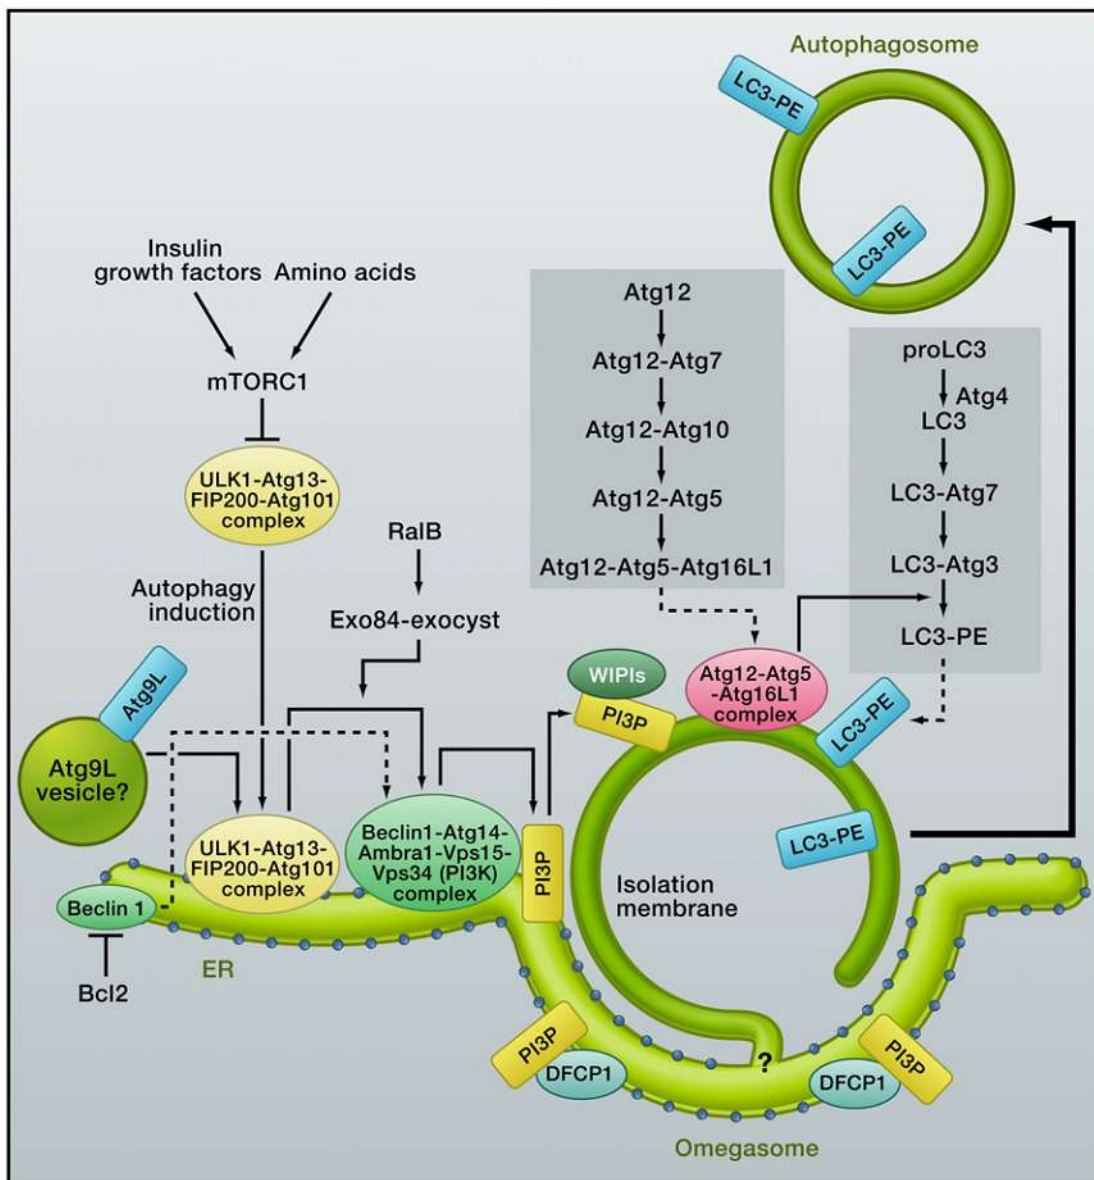 Autophagosome
LC3-PE
LC3-PE
Insulin
growth factors
Amino acids
mTORC1
ULK1-Atg13-
FIP200-Atg101
complex
Autophagy
induction
RalB
Exo84-exocyst
Atg12
Atg12-Atg7
Atg12-Atg10
Atg12-Atg5
Atg12-Atg5-Atg16L1
proLC3
Atg4
LC3
LC3-Atg7
LC3-Atg3
LC3-PE
Atg9L
Atg9L
vesicle?
ULK1-Atg13-
FIP200-Atg101
complex
Beclin1-Atg14-
Ambra1-Vps15-
Vps34 (PI3K)
complex
PI3P
WIPIs
PI3P
Atg12-Atg5
-Atg16L1
complex
LC3-PE
LC3-PE
Isolation
membrane
Beclin 1
Bcl2
ER
PI3P
DFCP1
?
DFCP1
PI3P
Omegasome